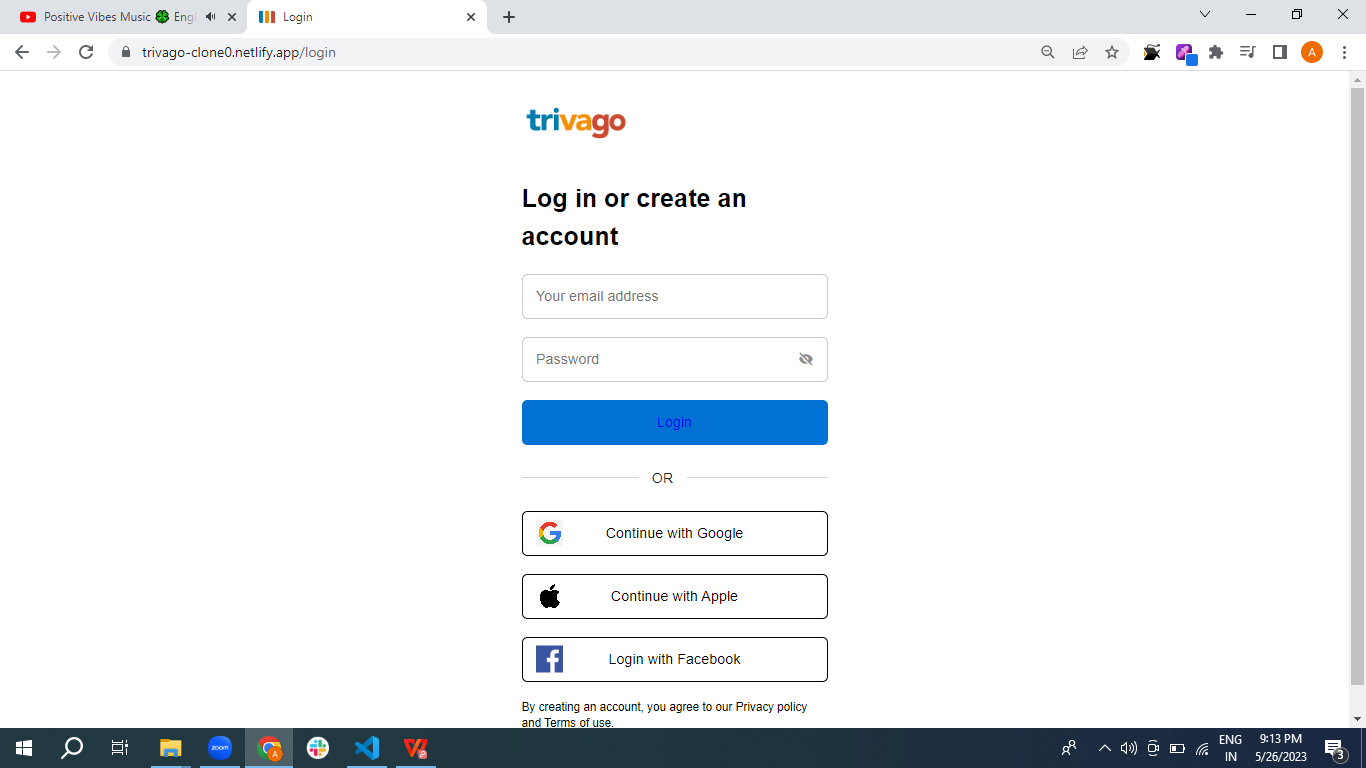 Positive Vibes Music 🍀 Engl
Login
trivago-clone0.netlify.app/login
A
trivago
Log in or create an
account
Your email address
Password
Login
OR
Continue with Google
Continue with Apple
Login with Facebook
By creating an account, you agree to our Privacy policy
and Terms of use.
zoom
A
ENG
IN
9:13 PM
5/26/2023
3